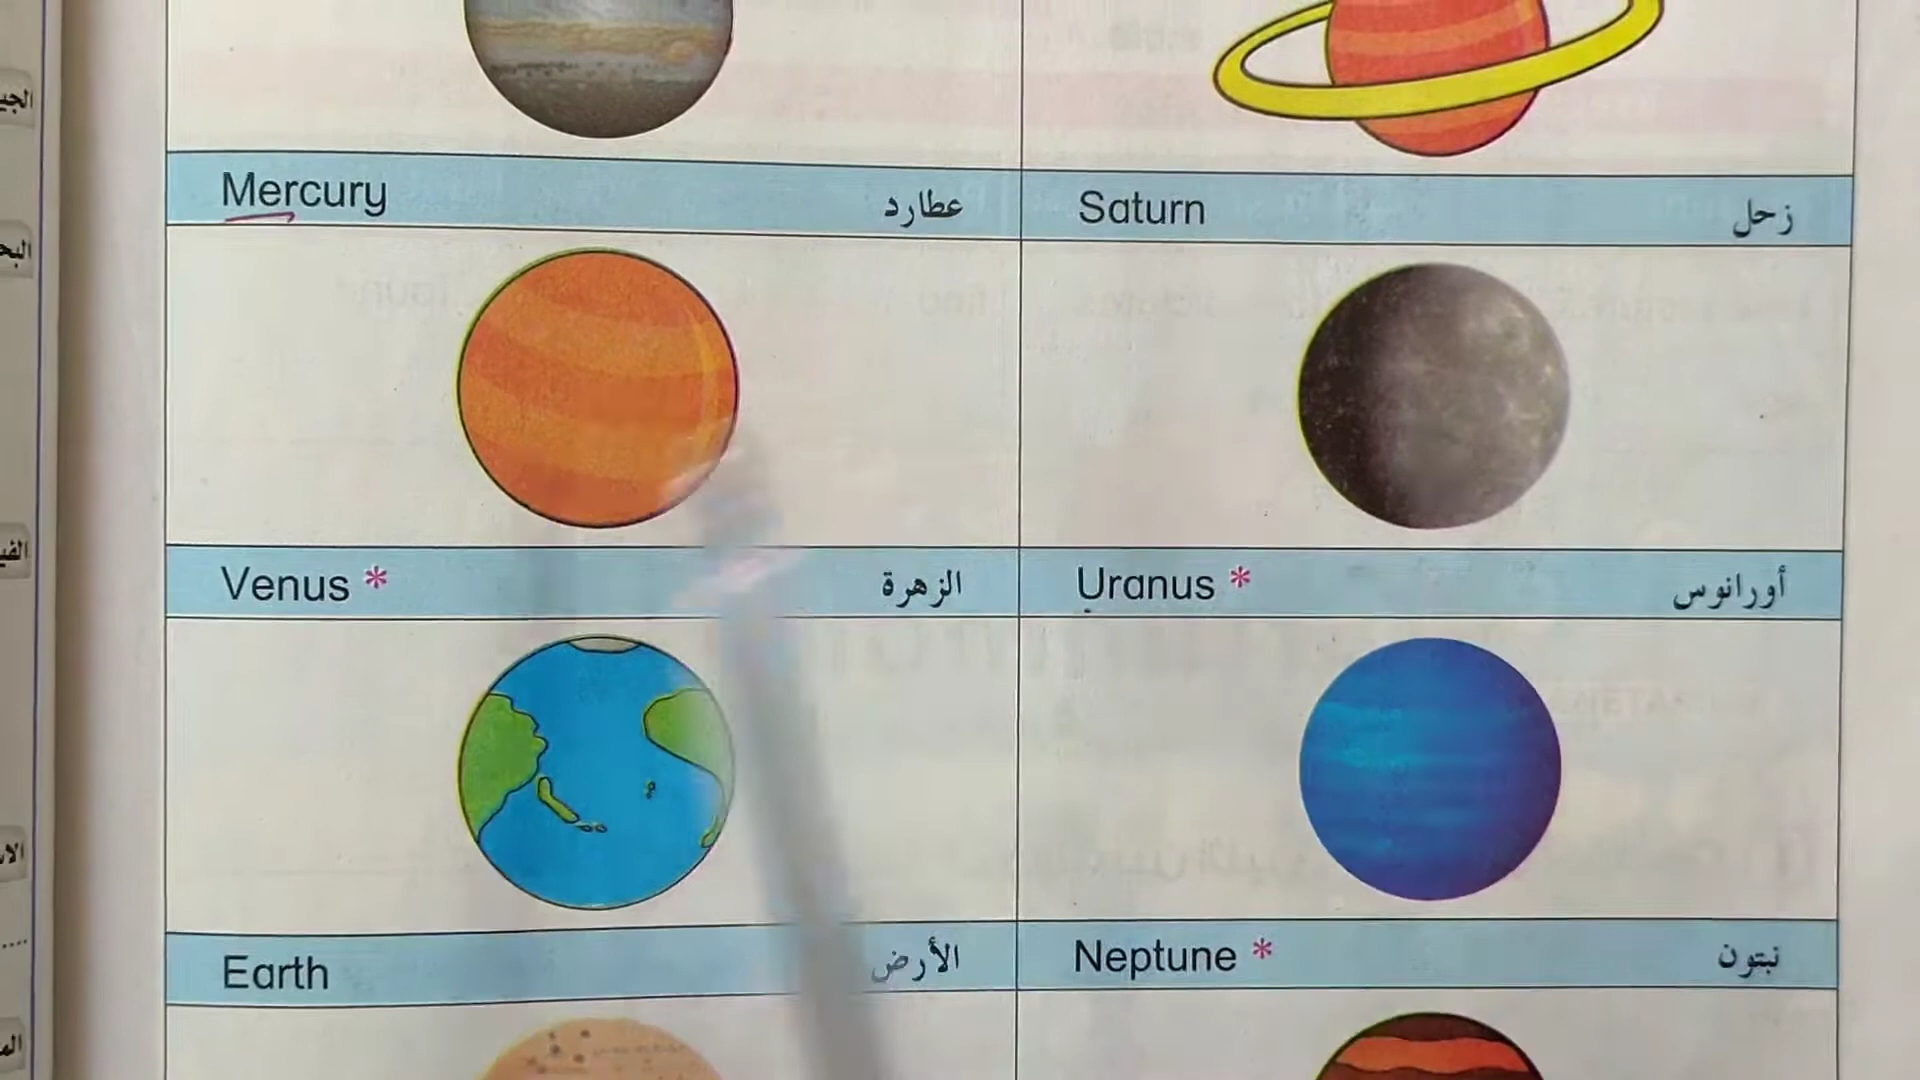 Mercury عطارد
Saturn زحل
Venus * الزهرة
Uranus * أورانوس
Earth الأرض
Neptune * نبتون